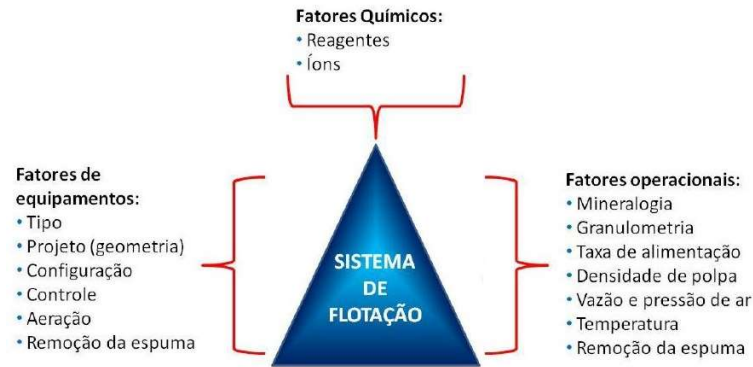 Fatores Químicos:
• Reagentes
• Íons
Fatores de
equipamentos:
• Tipo
• Projeto (geometria)
• Configuração
• Controle
• Aeração
• Remoção da espuma
SISTEMA
DE
FLOTAÇÃO
Fatores operacionais:
• Mineralogia
• Granulometria
• Taxa de alimentação
• Densidade de polpa
• Vazão e pressão de ar
• Temperatura
• Remoção da espuma